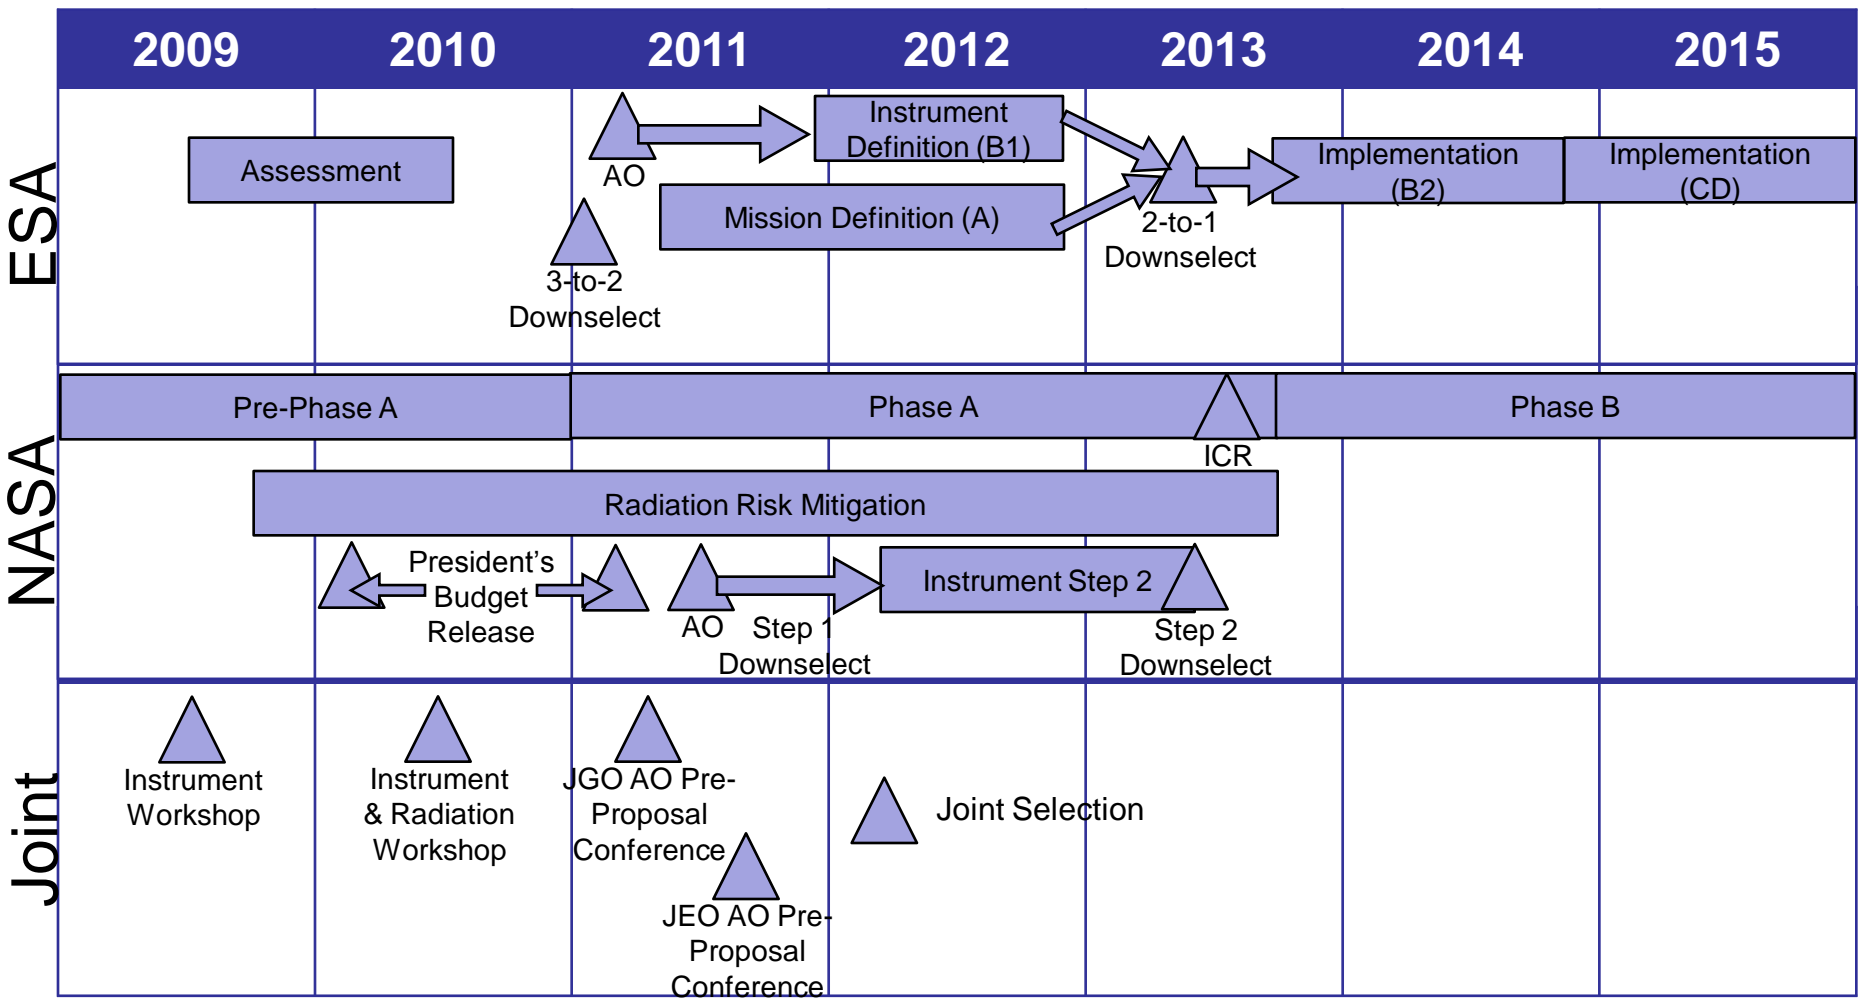 2009 2010 2011 2012 2013 2014 2015
ESA
Assessment
AO
3-to-2
Downselect
Instrument
Definition (B1)
Mission Definition (A)
2-to-1
Downselect
Implementation
(B2)
Implementation
(CD)
NASA
Pre-Phase A
Phase A
ICR
Phase B
Radiation Risk Mitigation
President’s
Budget
Release
AO
Step 1
Downselect
Instrument Step 2
Step 2
Downselect
Joint
Instrument
Workshop
Instrument
& Radiation
Workshop
JGO AO Pre-
Proposal
Conference
JEO AO Pre-
Proposal
Conference
Joint Selection